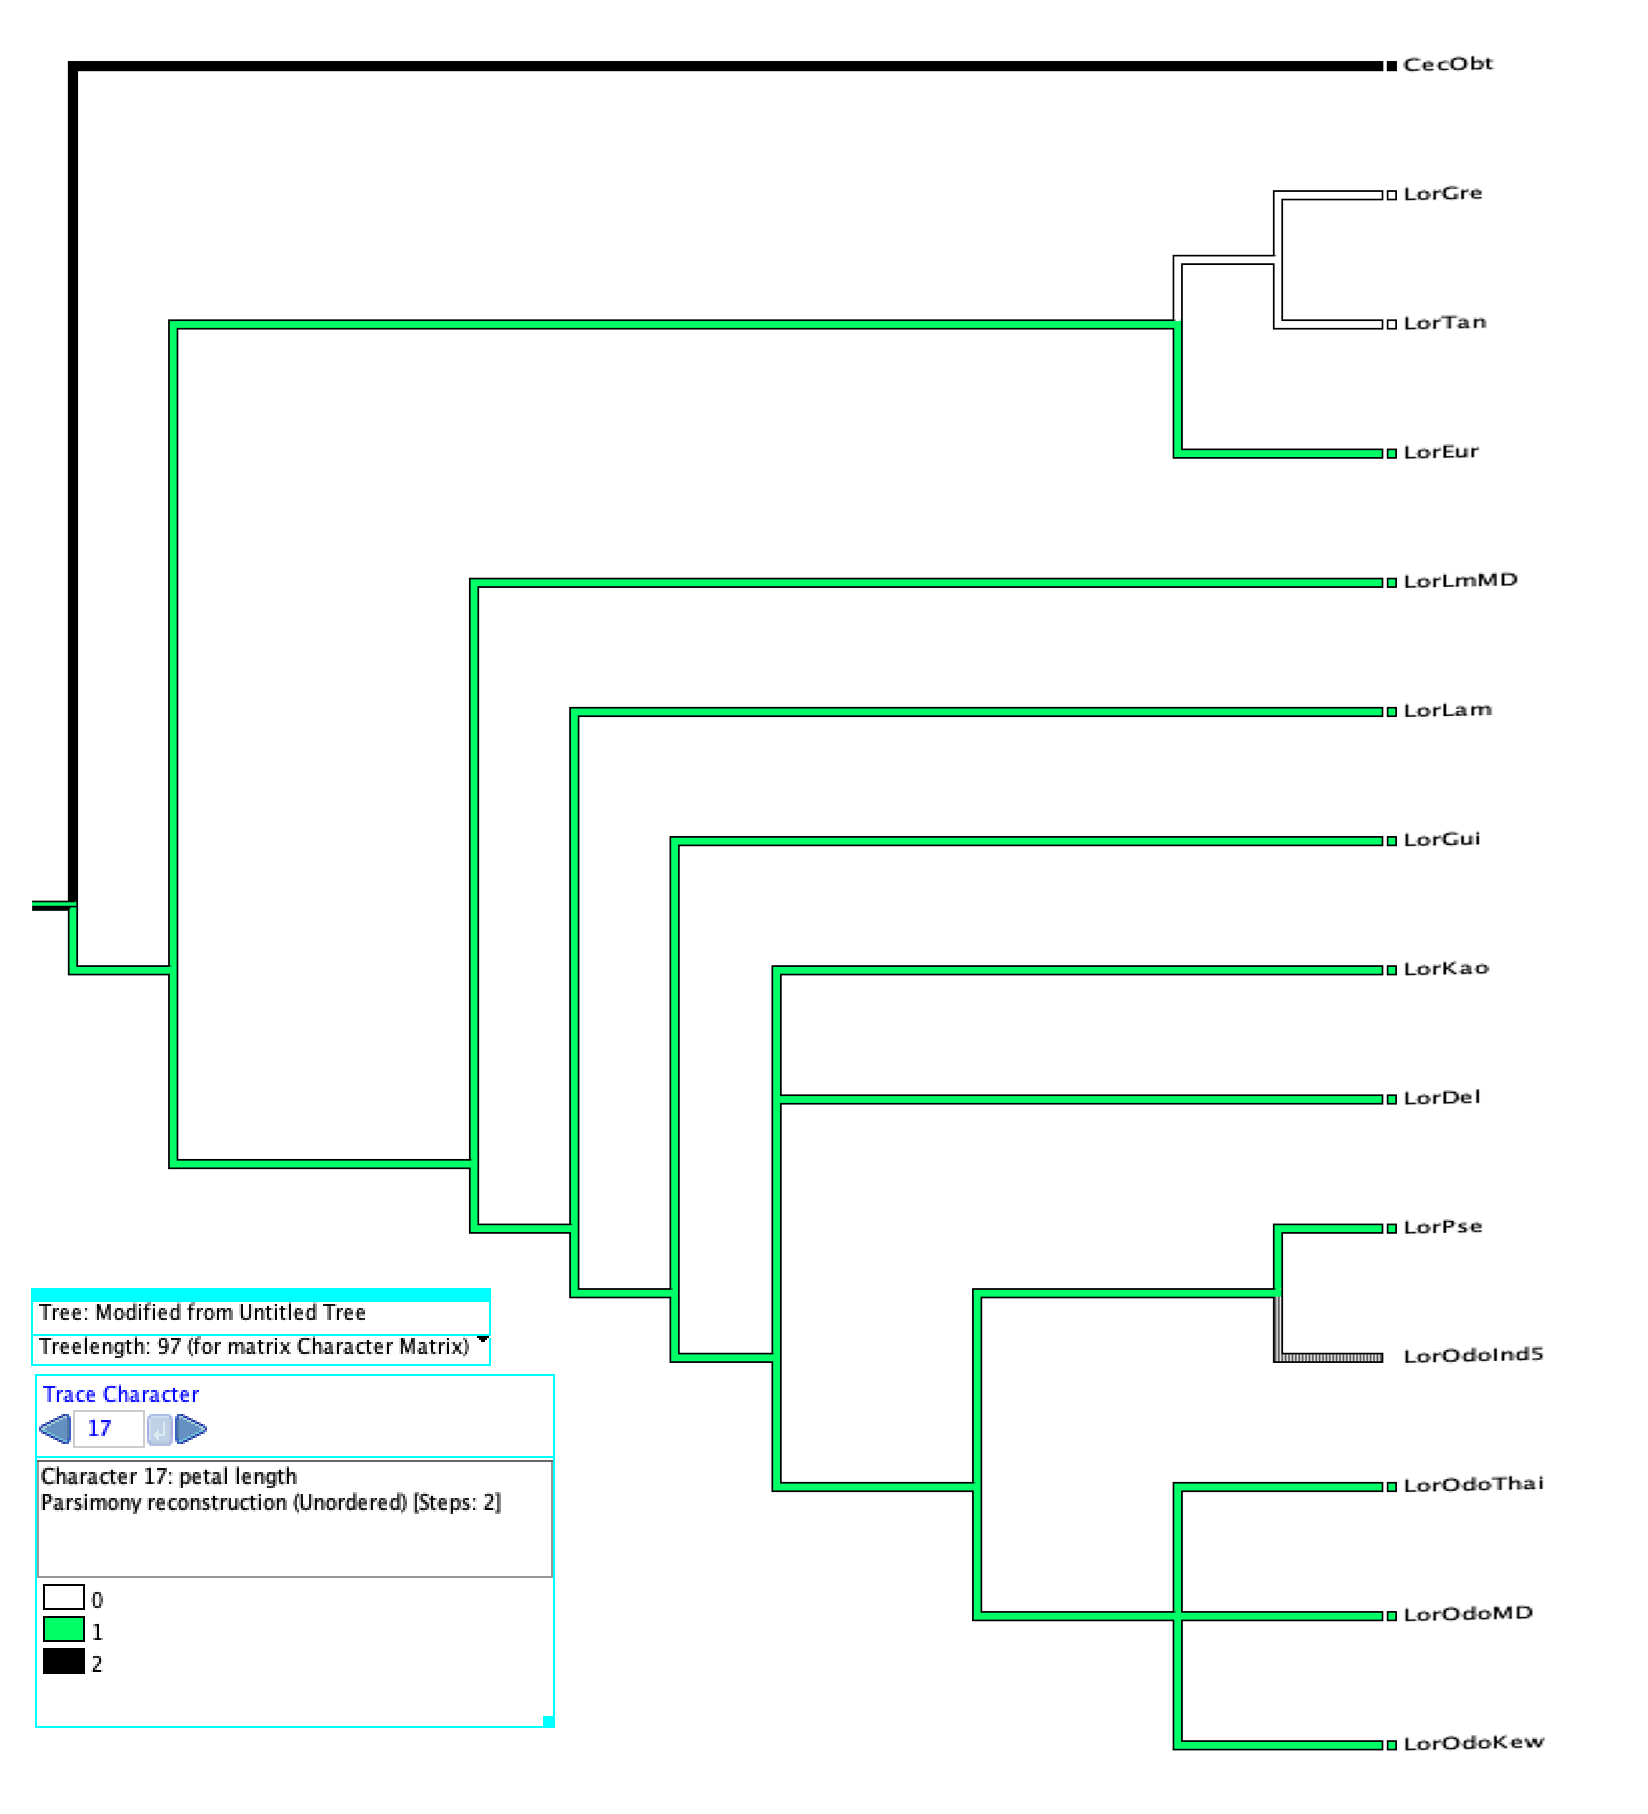 CecObt
LorGre
LorTan
LorEur
LorLmMD
LorLam
LorGui
LorKao
LorDel
LorPse
LorOdoInd5
LorOdoThai
LorOdoMD
LorOdoKew
Tree: Modified from Untitled Tree
Treelength: 97 (for matrix Character Matrix)
Trace Character
17
Character 17: petal length
Parsimony reconstruction (Unordered) [Steps: 2]
0
1
2